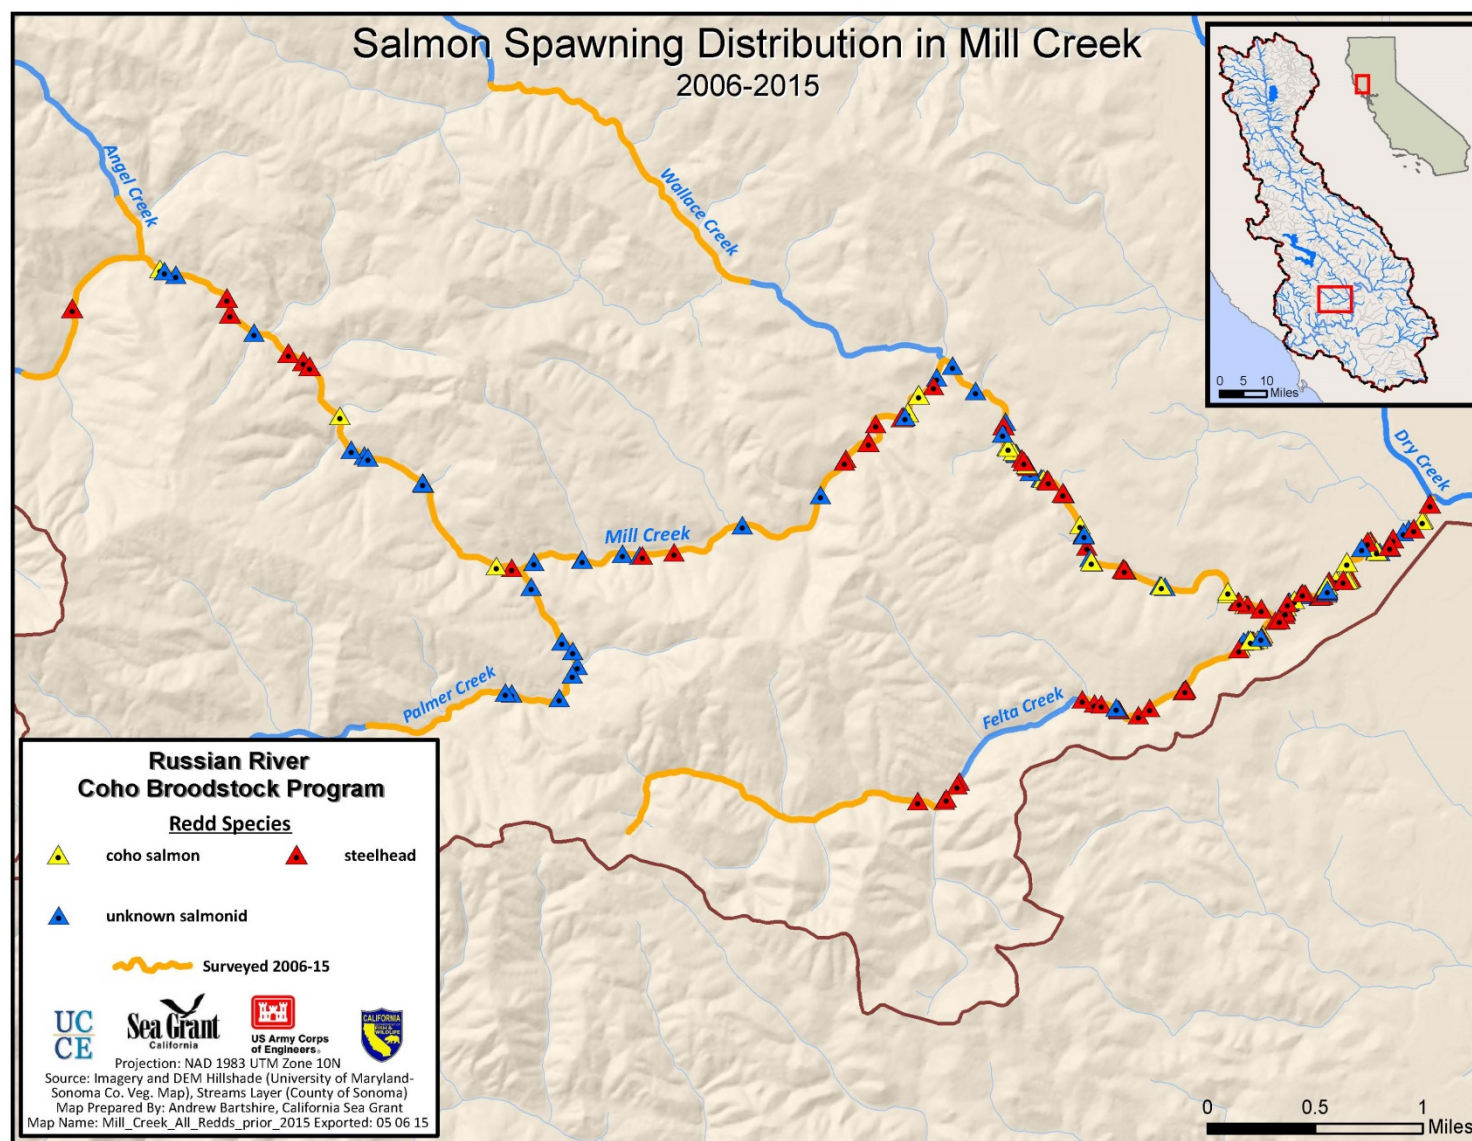 Salmon Spawning Distribution in Mill Creek
2006-2015
Angel Creek
Wallace Creek
Mill Creek
Palmer Creek
Felta Creek
Dry Creek
0 5 10
Miles
Russian River
Coho Broodstock Program
Redd Species
coho salmon
steelhead
unknown salmonid
Surveyed 2006-15
UC
CE
Sea Grant
California
US Army Corps
of Engineers®
CALIFORNIA
FISH &
WILDLIFE
Projection: NAD 1983 UTM Zone 10N
Source: Imagery and DEM Hillshade (University of Maryland-
Sonoma Co. Veg. Map), Streams Layer (County of Sonoma)
Map Prepared By: Andrew Bartshire, California Sea Grant
Map Name: Mill_Creek_All_Redds_prior_2015 Exported: 05 06 15
0 0.5 1
Miles